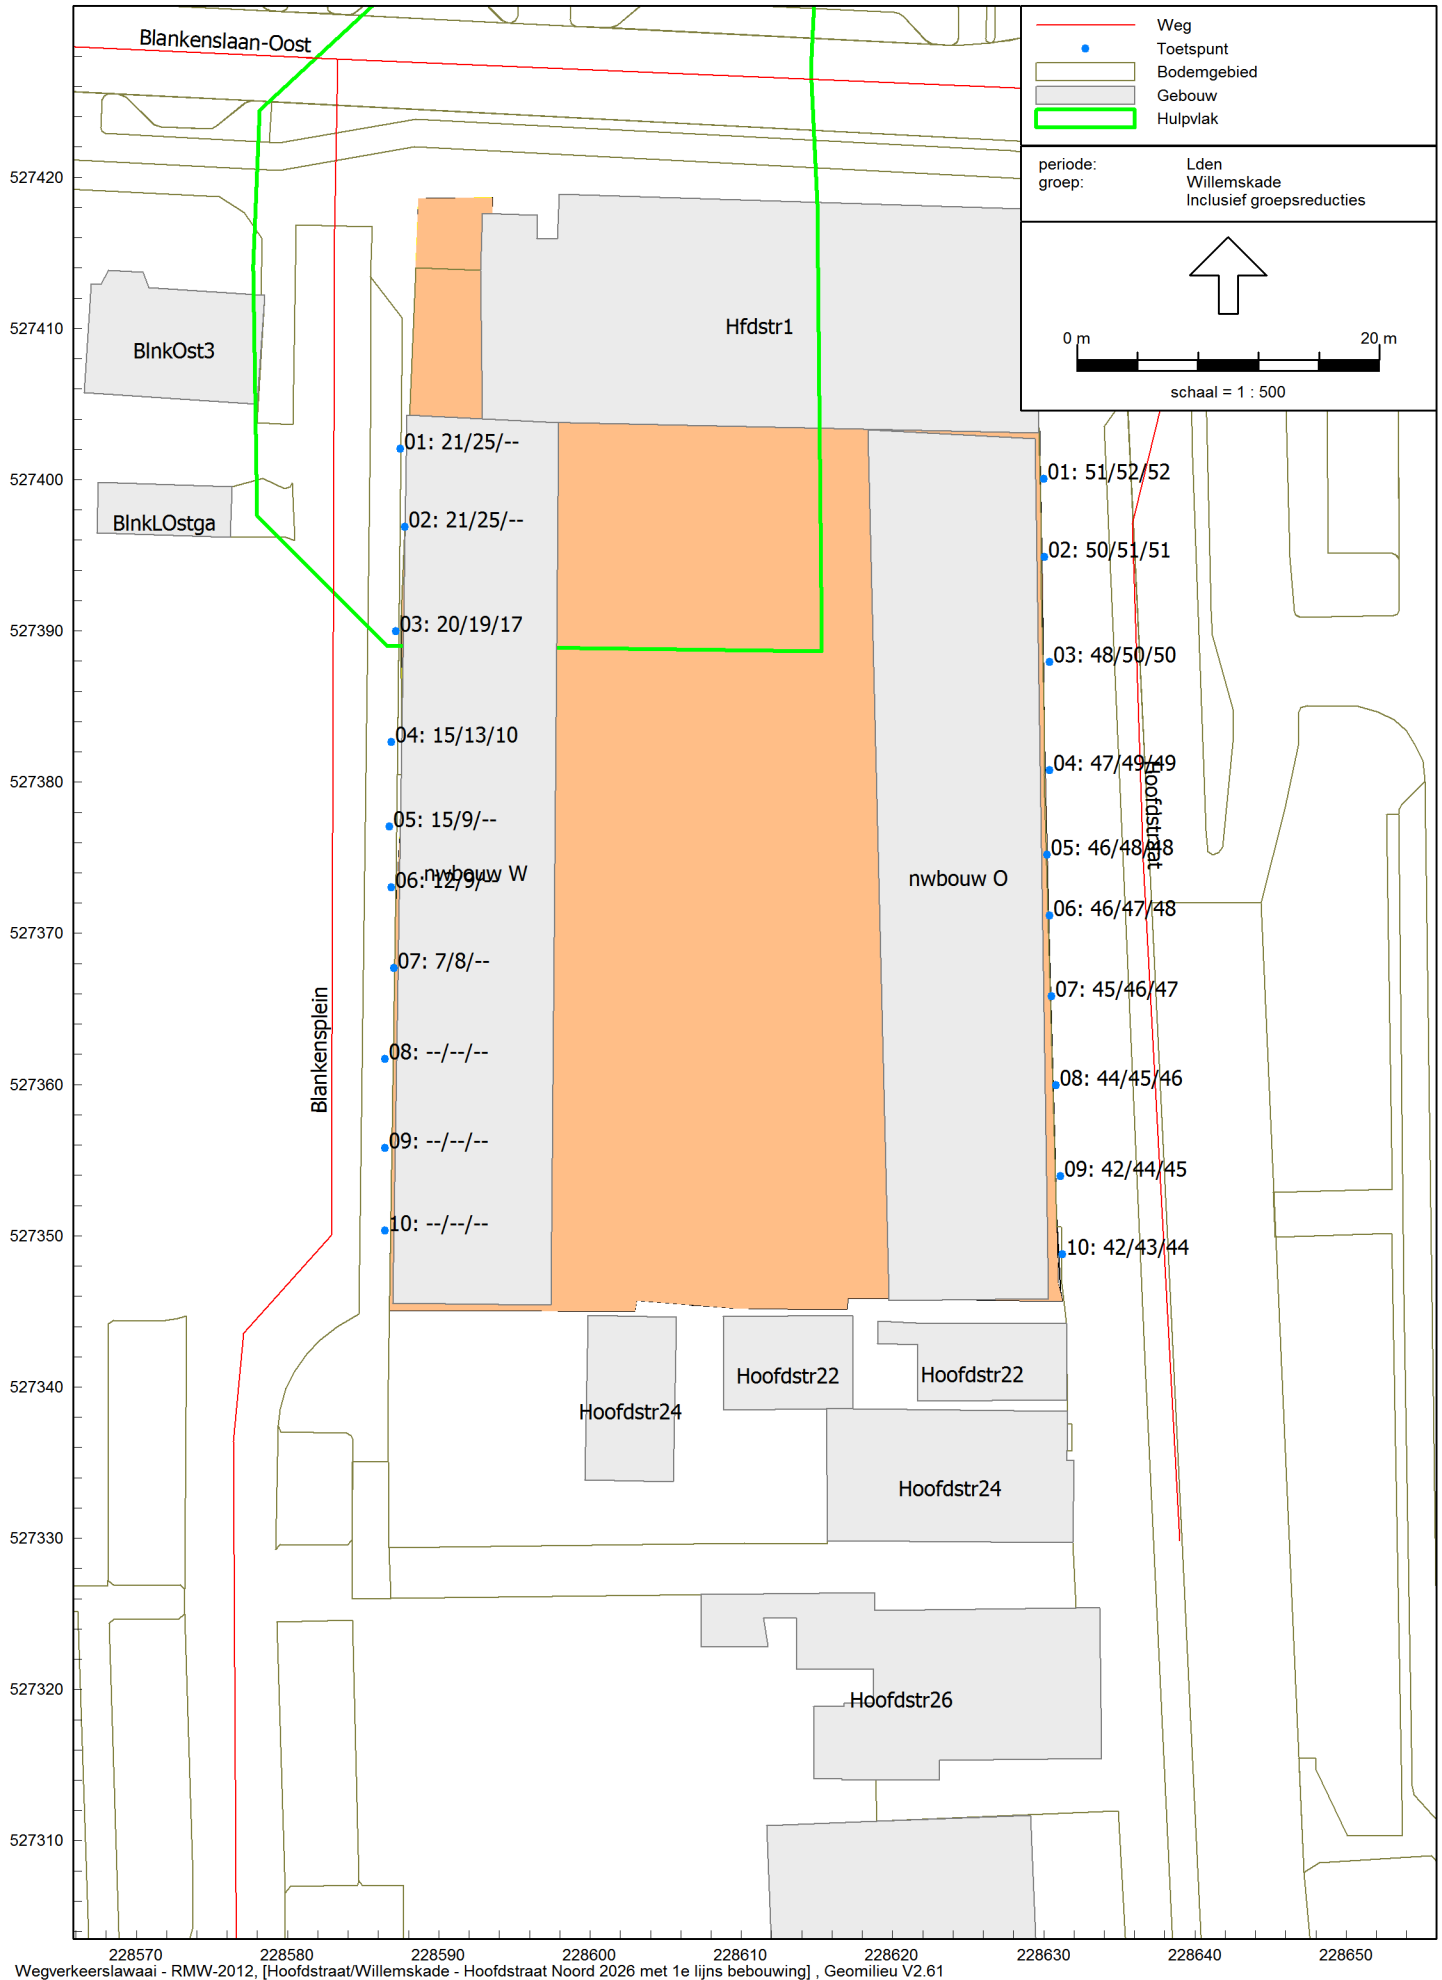 Blankenslaan-Oost
Weg
Toetspunt
Bodemgebied
Gebouw
Hulpvlak
periode: Lden
groep: Willemskade
Inclusief groepsreducties
0 m 20 m
schaal = 1 : 500
527420
527410
527400
527390
527380
527370
527360
527350
527340
527330
527320
527310
Hfdstr1
BlnkOst3
BlnkLOstga
01: 21/25/--
02: 21/25/--
03: 20/19/17
04: 15/13/10
05: 15/9/--
06: 12/9/--
nwbouw W
07: 7/8/--
08: --/--/--
09: --/--/--
10: --/--/--
Blankensplein
nwbouw O
01: 51/52/52
02: 50/51/51
03: 48/50/50
04: 47/49/49
05: 46/48/48
06: 46/47/48
07: 45/46/47
08: 44/45/46
09: 42/44/45
10: 42/43/44
Hoofdstraat
Hoofdstr24
Hoofdstr22
Hoofdstr22
Hoofdstr24
Hoofdstr26
228570 228580 228590 228600 228610 228620 228630 228640 228650
Wegverkeerslawaai - RMW-2012, [Hoofdstraat/Willemskade - Hoofdstraat Noord 2026 met 1e lijns bebouwing] , Geomilieu V2.61